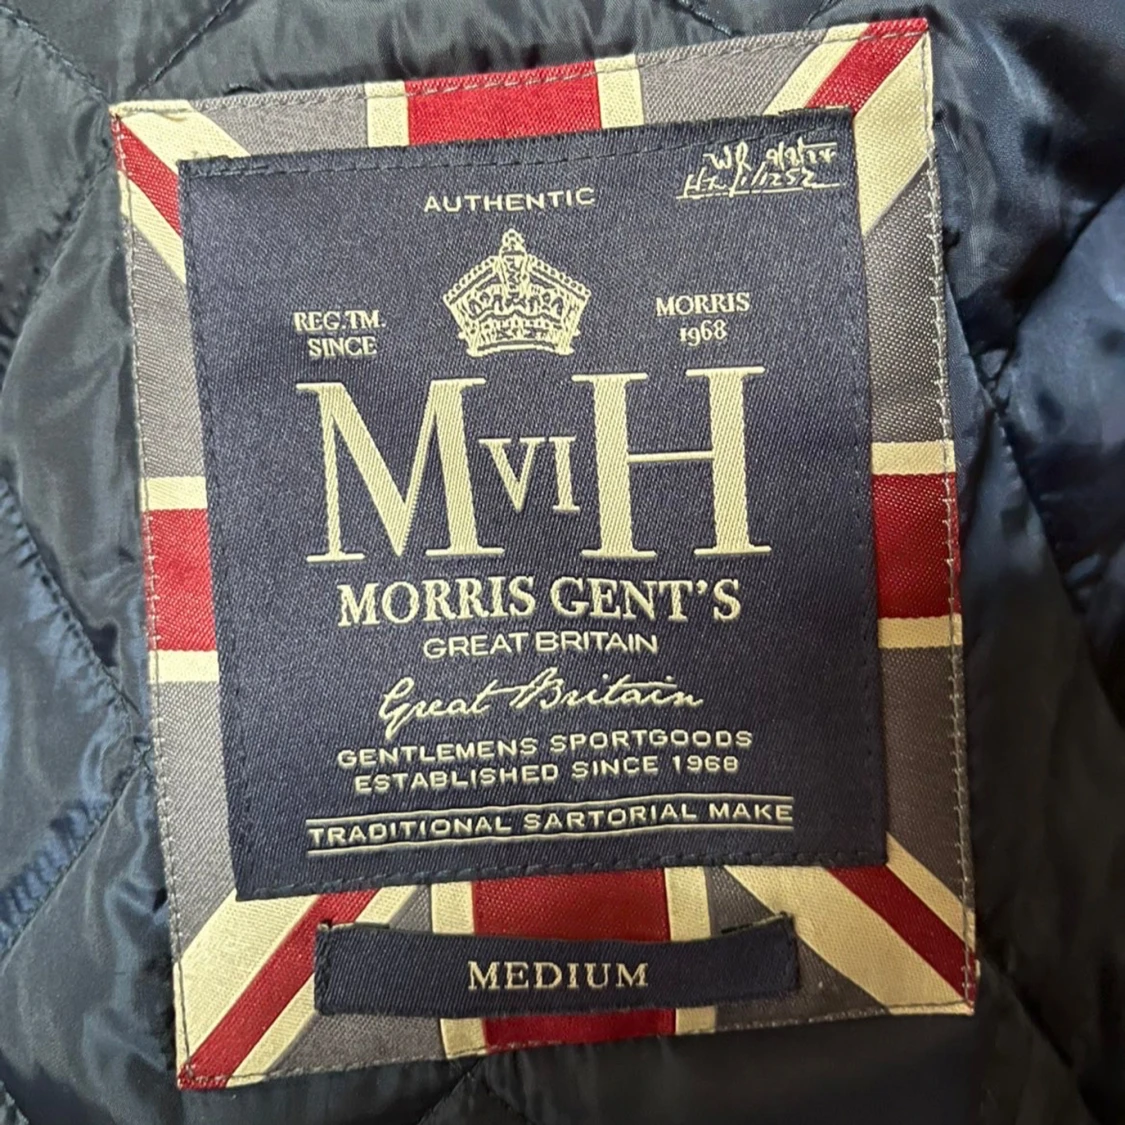 AUTHENTIC
REG.TM.
SINCE
MORRIS
1968
MVIH
MORRIS GENT'S
GREAT BRITAIN
Great Britain
GENTLEMENS SPORTGOODS
ESTABLISHED SINCE 1968
TRADITIONAL SARTORIAL MAKE
MEDIUM